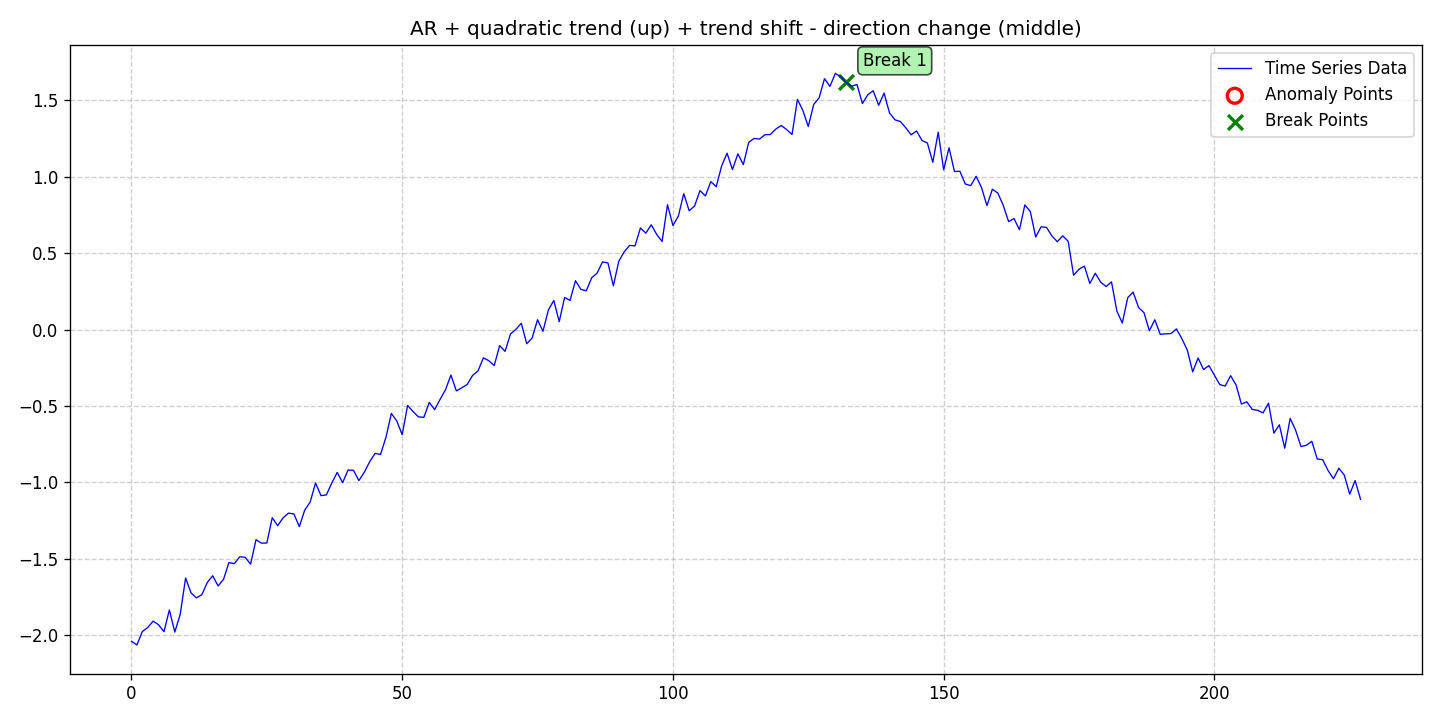 AR + quadratic trend (up) + trend shift - direction change (middle)
Break 1
Time Series Data
Anomaly Points
Break Points
1.5
1.0
0.5
0.0
−0.5
−1.0
−1.5
−2.0
0
50
100
150
200